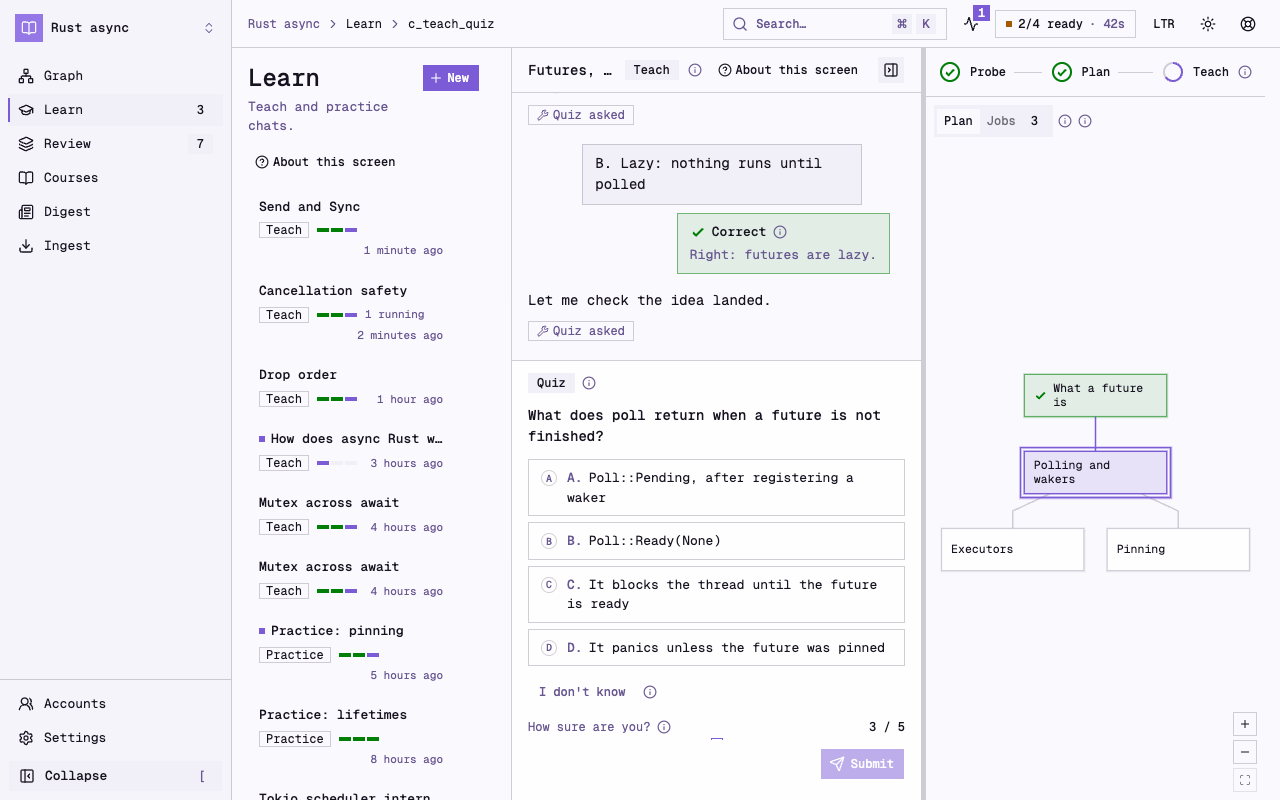 Rust async
Graph
Learn 3
Review 7
Courses
Digest
Ingest
Accounts
Settings
Collapse [
Rust async > Learn > c_teach_quiz
Search… ⌘ K
1
2/4 ready · 42s
LTR
Learn
+ New
Teach and practice
chats.
About this screen
Send and Sync
Teach
1 minute ago
Cancellation safety
Teach 1 running
2 minutes ago
Drop order
Teach 1 hour ago
How does async Rust w…
Teach 3 hours ago
Mutex across await
Teach 4 hours ago
Mutex across await
Teach 4 hours ago
Practice: pinning
Practice
5 hours ago
Practice: lifetimes
Practice
8 hours ago
Tokio scheduler intern
Futures, … Teach About this screen
Quiz asked
B. Lazy: nothing runs until
polled
Correct
Right: futures are lazy.
Let me check the idea landed.
Quiz asked
Quiz
What does poll return when a future is not
finished?
A A. Poll::Pending, after registering a
waker
B B. Poll::Ready(None)
C C. It blocks the thread until the future
is ready
D D. It panics unless the future was pinned
I don't know
How sure are you? 3 / 5
Submit
Probe Plan Teach
Plan Jobs 3
What a future
is
Polling and
wakers
Executors
Pinning
+
−